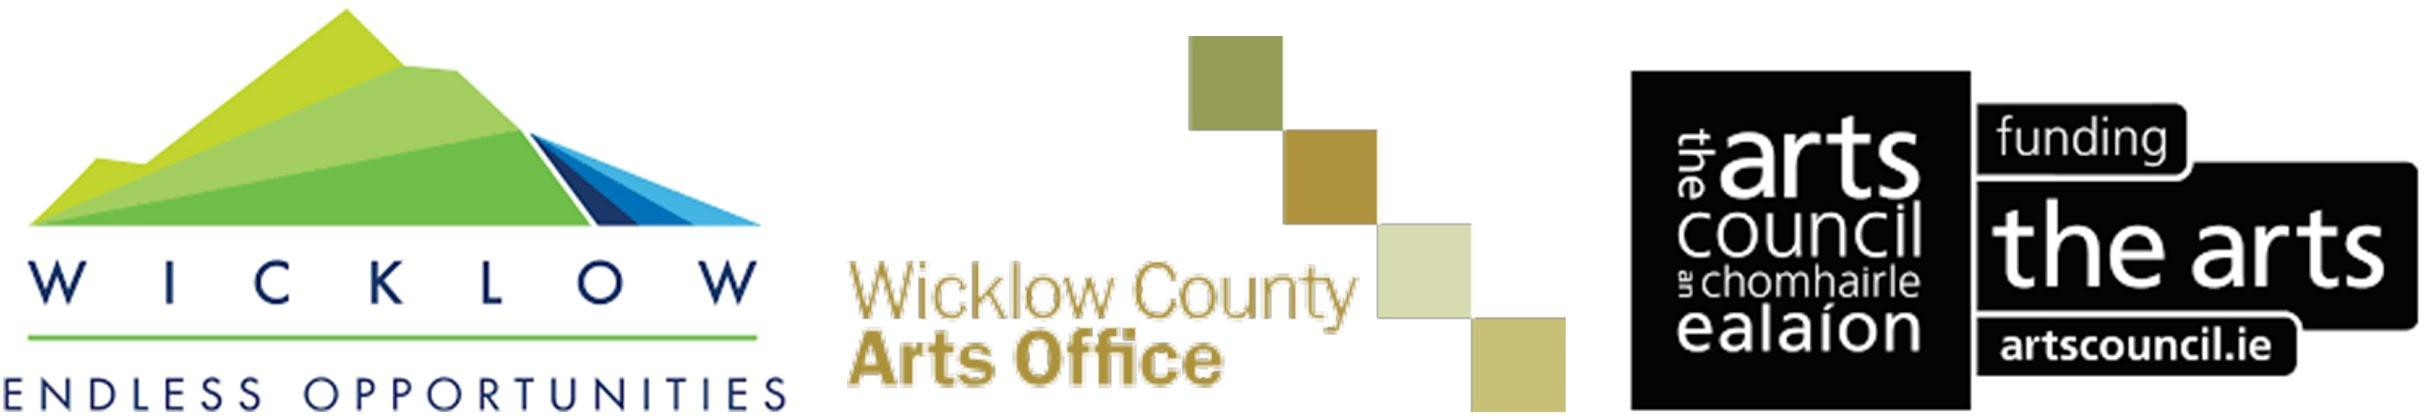 WICKLOW
ENDLESS OPPORTUNITIES
Wicklow County
Arts Office
the arts
council
an chomhairle
ealaíon
funding
the arts
artscouncil.ie